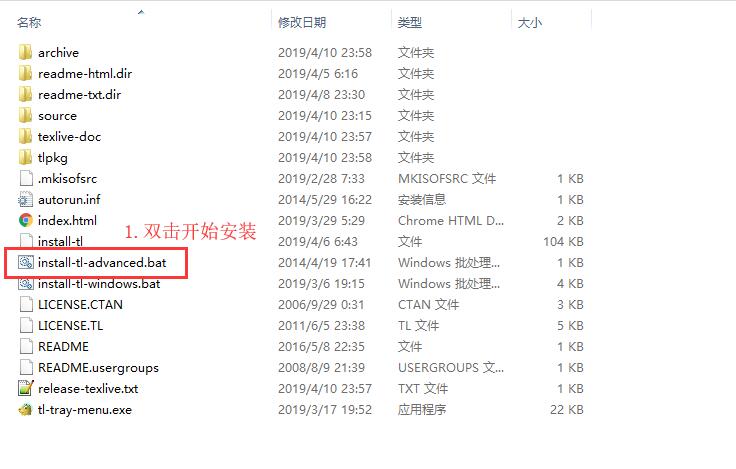 名称 修改日期 类型 大小
archive 2019/4/10 23:58 文件夹
readme-html.dir 2019/4/5 6:16 文件夹
readme-txt.dir 2019/4/8 23:30 文件夹
source 2019/4/10 23:15 文件夹
texlive-doc 2019/4/10 23:57 文件夹
tlpkg 2019/4/10 23:58 文件夹
.mkisofsrc 2019/2/28 7:33 MKISOFSRC 文件 1 KB
autorun.inf 2014/5/29 16:22 安装信息 1 KB
index.html 2019/3/29 5:29 Chrome HTML D... 7 KB
1. 双击开始安装
install-tl 2019/4/6 6:43 文件 104 KB
install-tl-advanced.bat 2014/4/19 17:41 Windows 批处理... 1 KB
install-tl-windows.bat 2019/3/6 19:15 Windows 批处理... 4 KB
LICENSE.CTAN 2006/9/29 0:31 CTAN 文件 3 KB
LICENSE.TL 2011/6/5 23:38 TL 文件 5 KB
README 2016/5/8 22:35 文件 1 KB
README.usergroups 2008/8/9 21:39 USERGROUPS 文... 1 KB
release-texlive.txt 2019/4/10 23:57 TXT 文件 1 KB
tl-tray-menu.exe 2019/3/17 19:52 应用程序 22 KB